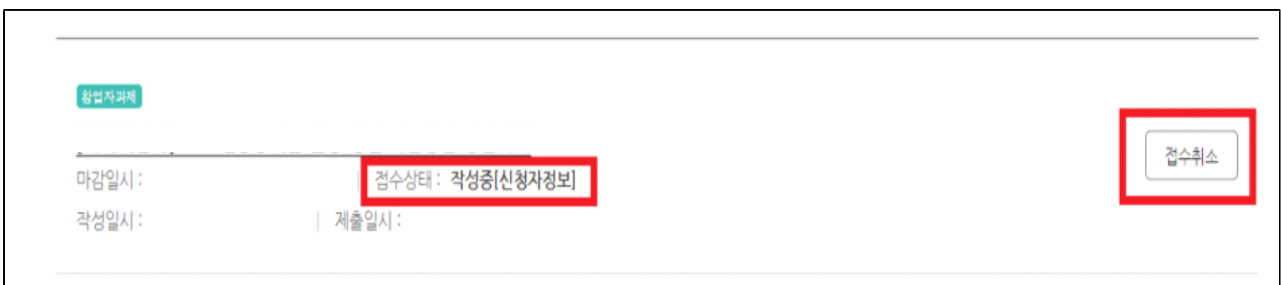 창업자과제
접수취소
마감일시 : | 접수상태 : 작성중[신청자정보]
작성일시 : | 제출일시 :